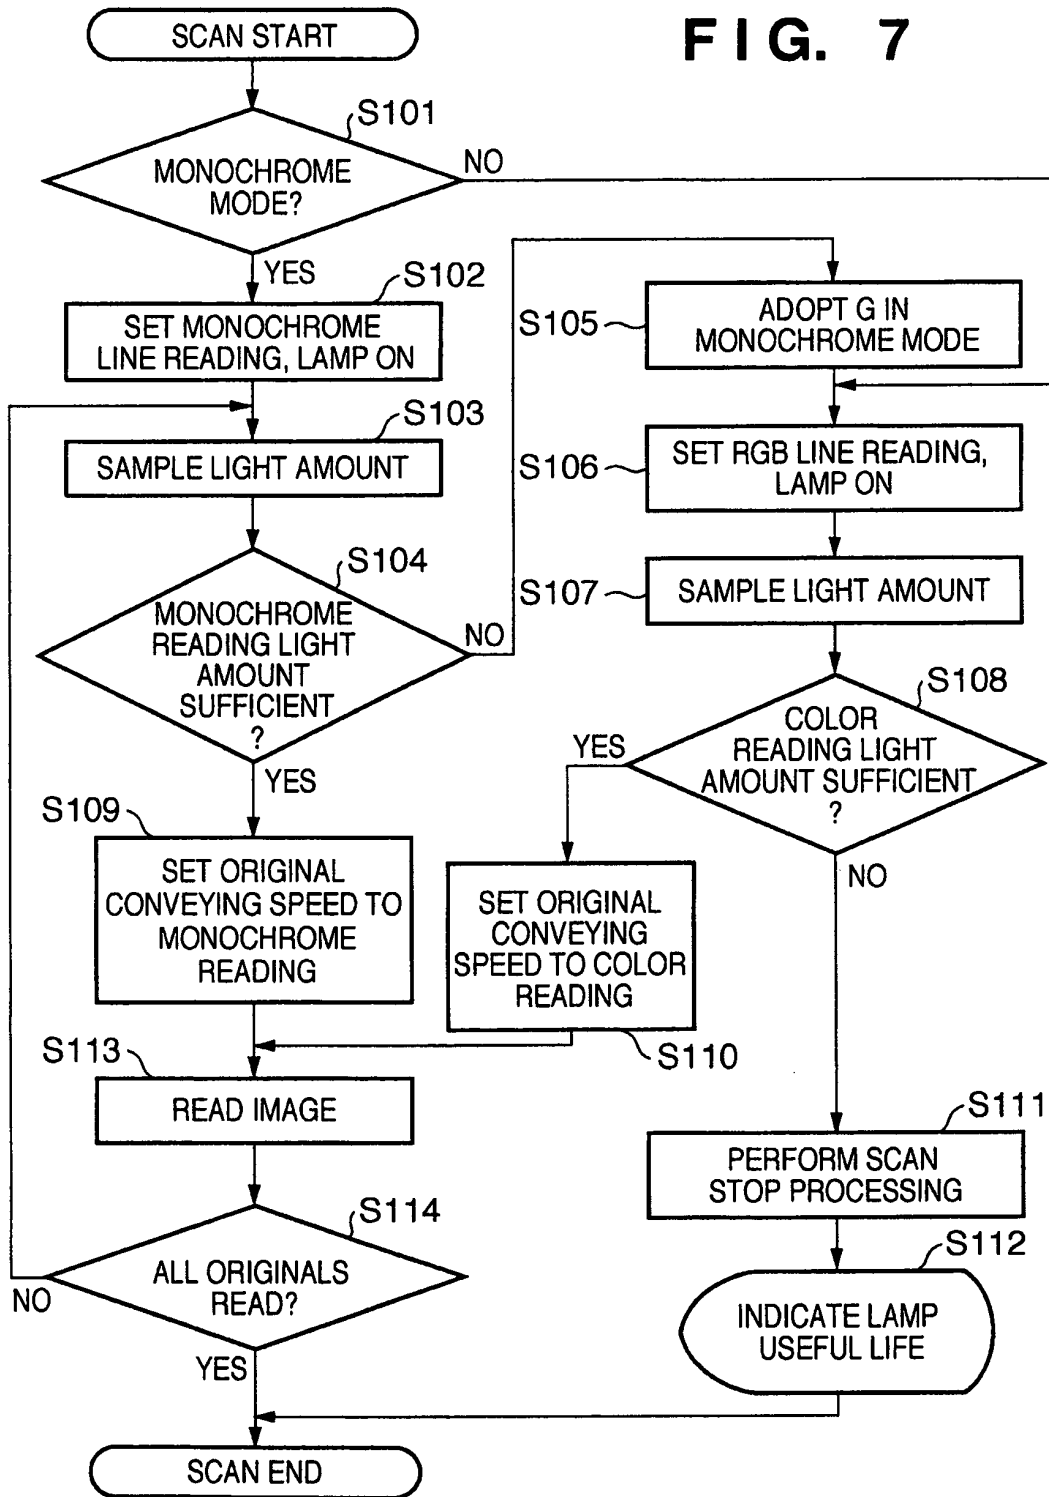 FIG. 7
SCAN START
S101
MONOCHROME
MODE?
NO
YES
S102
SET MONOCHROME
LINE READING, LAMP ON
S103
SAMPLE LIGHT AMOUNT
S104
MONOCHROME
READING LIGHT
AMOUNT
SUFFICIENT
?
NO
YES
S105
ADOPT G IN
MONOCHROME MODE
S106
SET RGB LINE READING,
LAMP ON
S107
SAMPLE LIGHT AMOUNT
S108
COLOR
READING LIGHT
AMOUNT SUFFICIENT
?
YES
NO
S109
SET ORIGINAL
CONVEYING SPEED TO
MONOCHROME
READING
SET ORIGINAL
CONVEYING
SPEED TO COLOR
READING
S110
S113
READ IMAGE
S111
PERFORM SCAN
STOP PROCESSING
S114
ALL ORIGINALS
READ?
NO
YES
S112
INDICATE LAMP
USEFUL LIFE
SCAN END